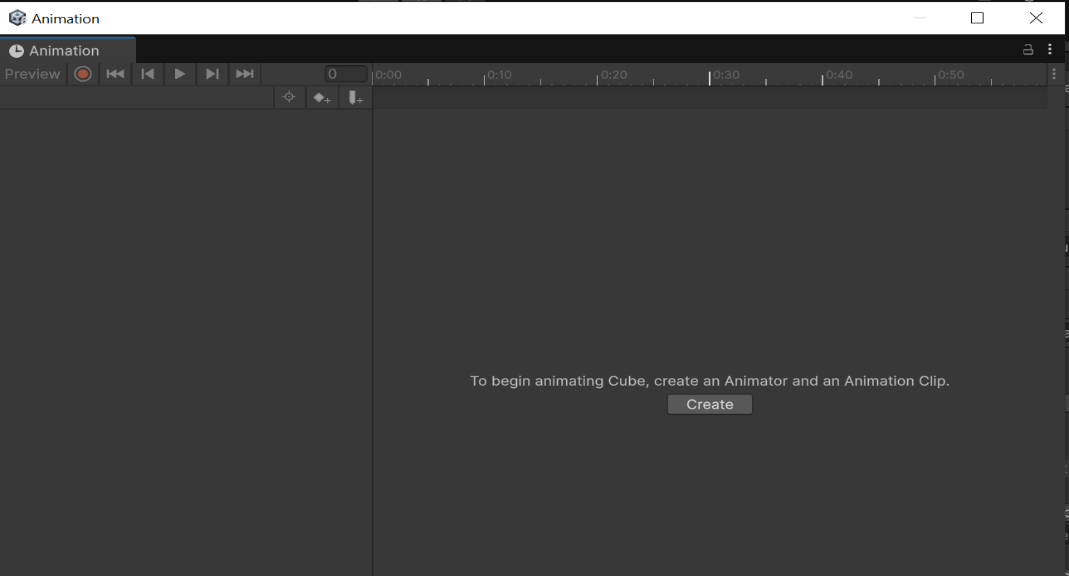 Animation
Animation
Preview 0 0:00 0:10 0:20 0:30 0:40 0:50
To begin animating Cube, create an Animator and an Animation Clip.
Create